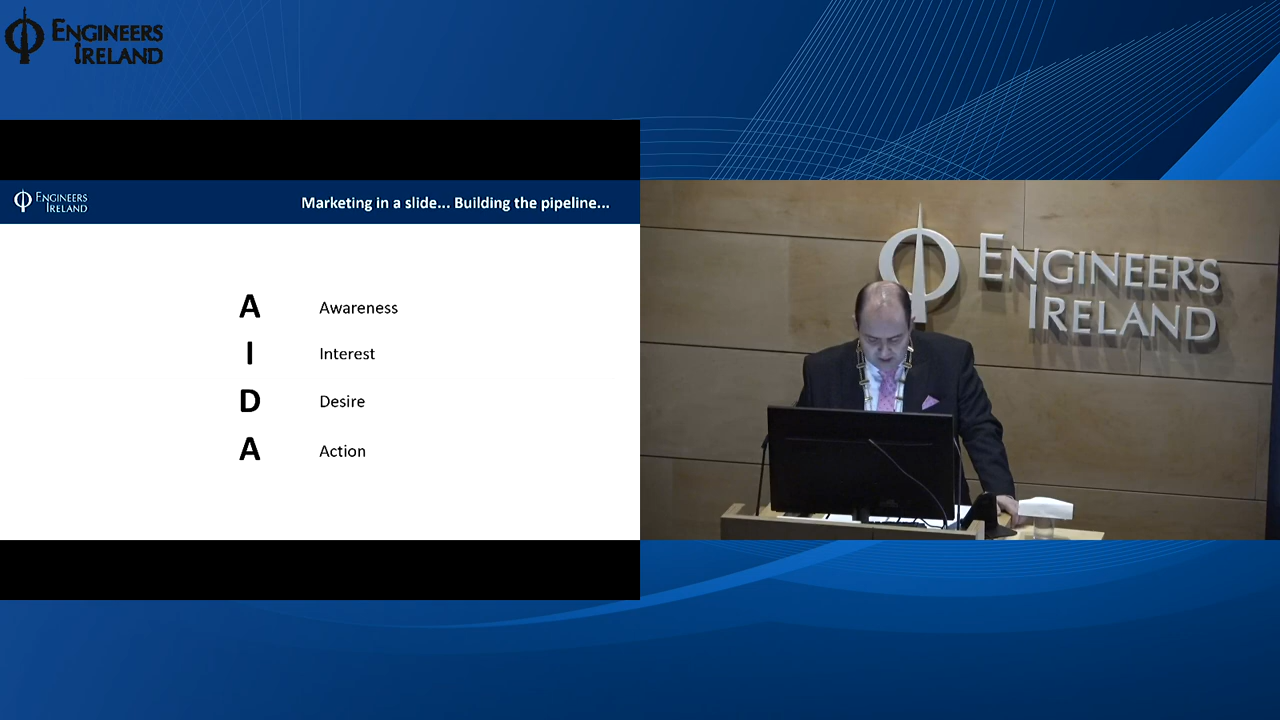 ENGINEERS
IRELAND
ENGINEERS
IRELAND
Marketing in a slide... Building the pipeline...
A Awareness
I Interest
D Desire
A Action
ENGINEERS
IRELAND